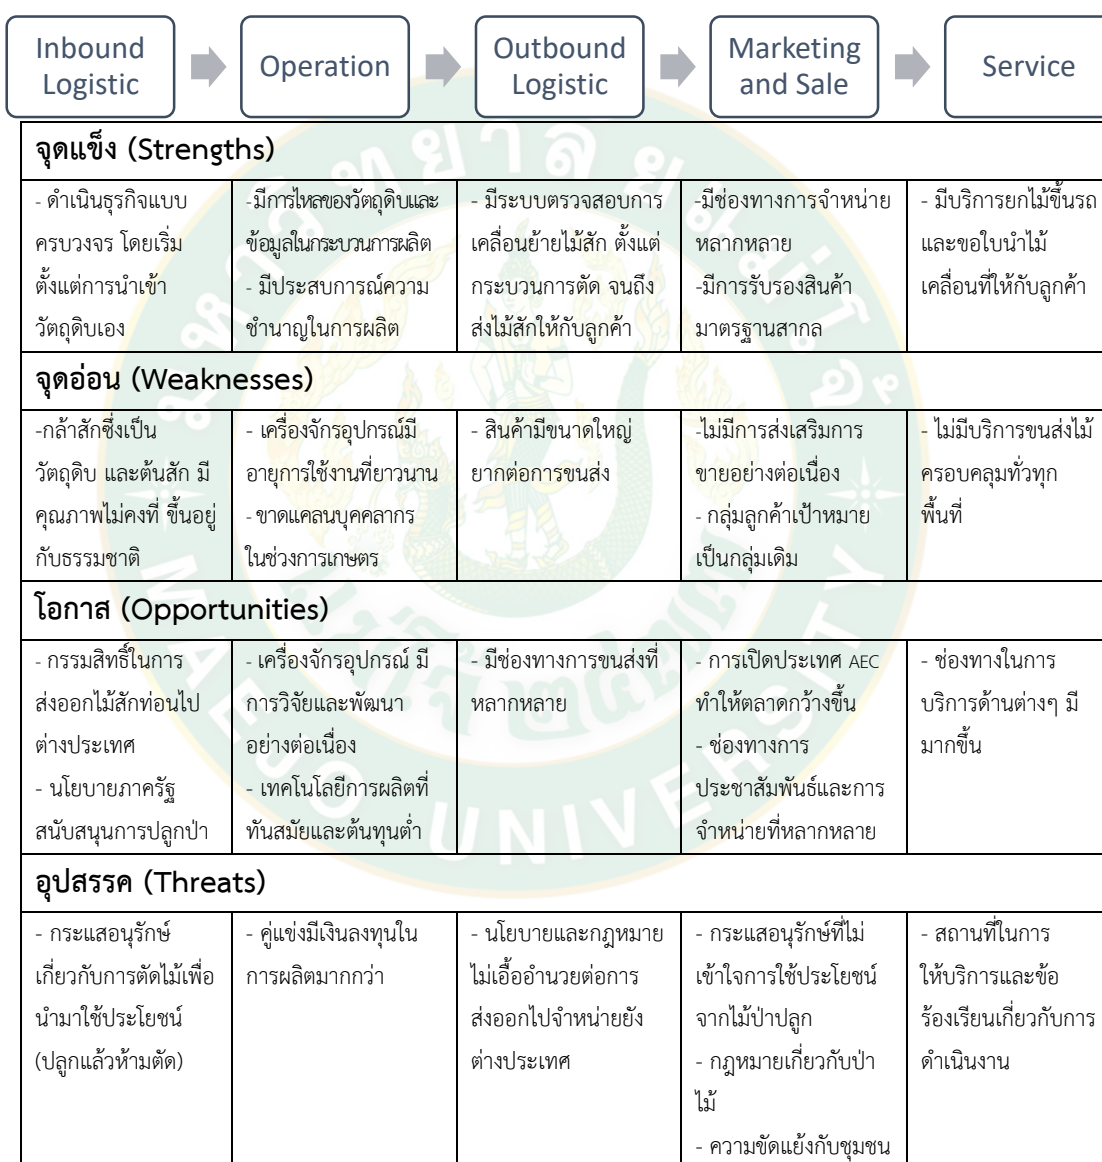 Inbound
Logistic
Operation
Outbound
Logistic
Marketing
and Sale
Service
จุดแข็ง (Strengths)
- ดำเนินธุรกิจแบบ
ครบวงจร โดยเริ่ม
ตั้งแต่การนำเข้า
วัตถุดิบเอง
-มีการไหลของวัตถุดิบและ
ข้อมูลในกระบวนการผลิต
- มีประสบการณ์ความ
ชำนาญในการผลิต
- มีระบบตรวจสอบการ
เคลื่อนย้ายไม้สัก ตั้งแต่
กระบวนการตัด จนถึง
ส่งไม้สักให้กับลูกค้า
-มีช่องทางการจำหน่าย
หลากหลาย
-มีการรับรองสินค้า
มาตรฐานสากล
- มีบริการยกไม้ขึ้นรถ
และขอใบนำไม้
เคลื่อนที่ให้กับลูกค้า
จุดอ่อน (Weaknesses)
-กล้าสักซึ่งเป็น
วัตถุดิบ และต้นสัก มี
คุณภาพไม่คงที่ ขึ้นอยู่
กับธรรมชาติ
- เครื่องจักรอุปกรณ์มี
อายุการใช้งานที่ยาวนาน
- ขาดแคลนบุคคลากร
ในช่วงการเกษตร
- สินค้ามีขนาดใหญ่
ยากต่อการขนส่ง
-ไม่มีการส่งเสริมการ
ขายอย่างต่อเนื่อง
- กลุ่มลูกค้าเป้าหมาย
เป็นกลุ่มเดิม
- ไม่มีบริการขนส่งไม้
ครอบคลุมทั่วทุก
พื้นที่
โอกาส (Opportunities)
- กรรมสิทธิ์ในการ
ส่งออกไม้สักท่อนไป
ต่างประเทศ
- นโยบายภาครัฐ
สนับสนุนการปลูกป่า
- เครื่องจักรอุปกรณ์ มี
การวิจัยและพัฒนา
อย่างต่อเนื่อง
- เทคโนโลยีการผลิตที่
ทันสมัยและต้นทุนต่ำ
- มีช่องทางการขนส่งที่
หลากหลาย
- การเปิดประเทศ AEC
ทำให้ตลาดกว้างขึ้น
- ช่องทางการ
ประชาสัมพันธ์และการ
จำหน่ายที่หลากหลาย
- ช่องทางในการ
บริการด้านต่างๆ มี
มากขึ้น
อุปสรรค (Threats)
- กระแสอนุรักษ์
เกี่ยวกับการตัดไม้เพื่อ
นำมาใช้ประโยชน์
(ปลูกแล้วห้ามตัด)
- คู่แข่งมีเงินลงทุนใน
การผลิตมากกว่า
- นโยบายและกฎหมาย
ไม่เอื้ออำนวยต่อการ
ส่งออกไปจำหน่ายยัง
ต่างประเทศ
- กระแสอนุรักษ์ที่ไม่
เข้าใจการใช้ประโยชน์
จากไม้ป่าปลูก
- กฎหมายเกี่ยวกับป่า
ไม้
- ความขัดแย้งกับชุมชน
- สถานที่ในการ
ให้บริการและข้อ
ร้องเรียนเกี่ยวกับการ
ดำเนินงาน
มหาวิทยาลัยแม่โจ้
MAEJO UNIVERSITY